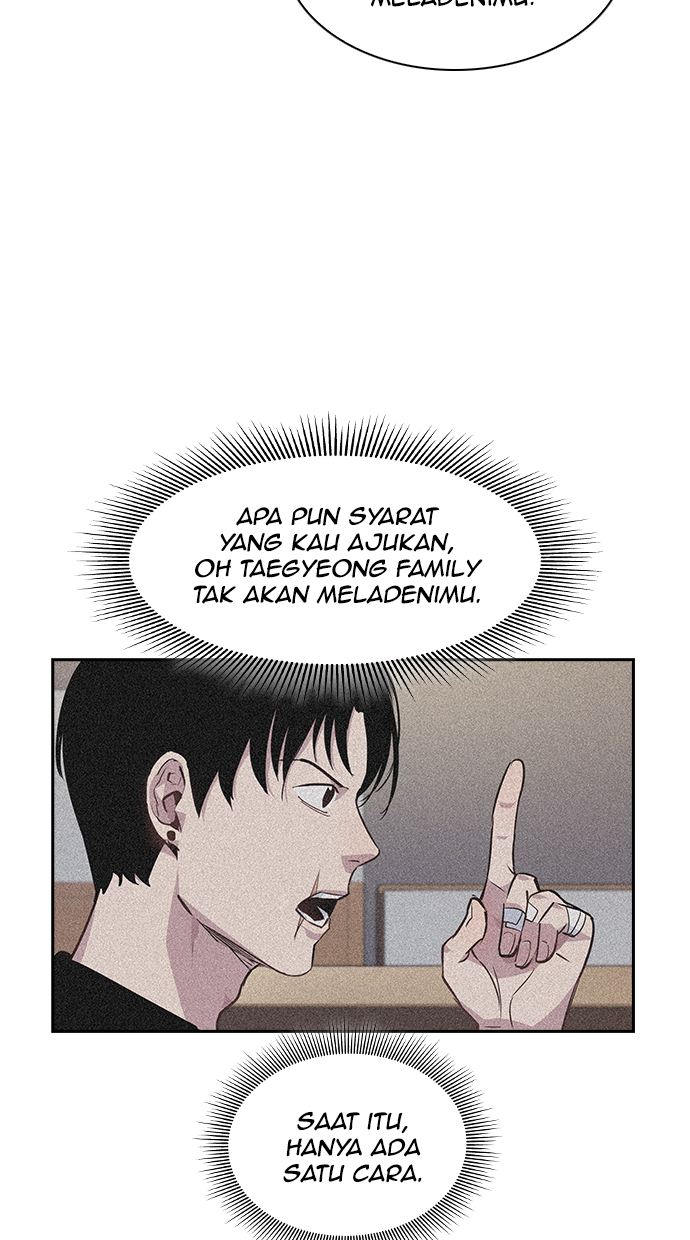 MELADENIMU.
APA PUN SYARAT
YANG KAU AJUKAN,
OH TAEGYEONG FAMILY
TAK AKAN MELADENIMU.
SAAT ITU,
HANYA ADA
SATU CARA.